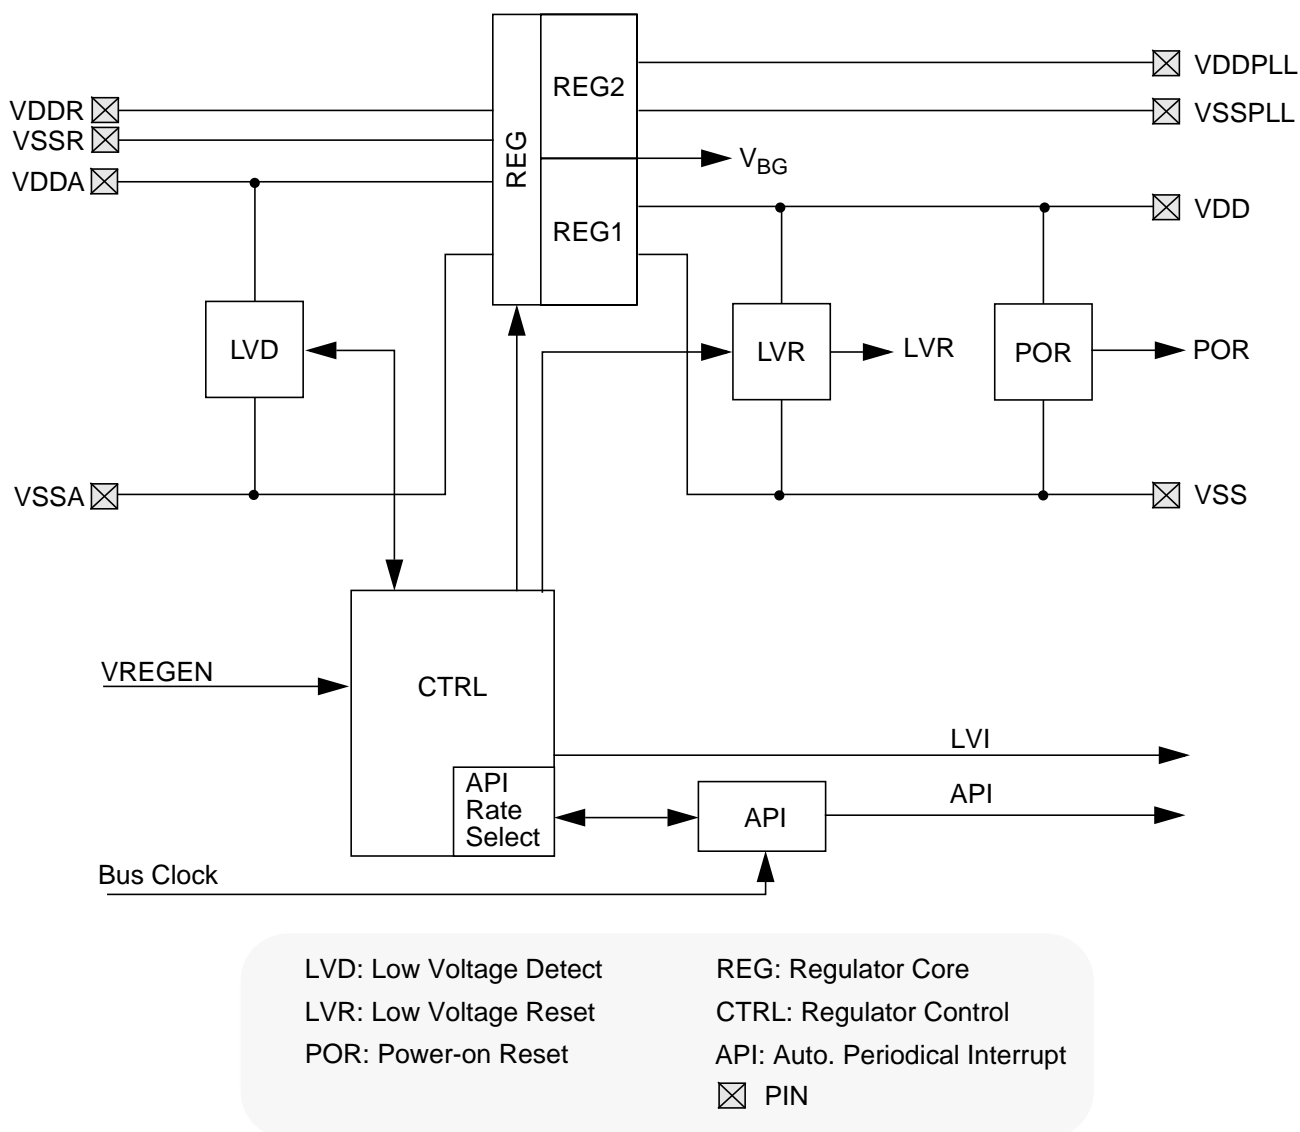 VDDPLL
REG2
VDDR
VSSPLL
VSSR
REG
VBG
VDDA
VDD
REG1
LVD
LVR
LVR
POR
POR
VSSA
VSS
VREGEN
CTRL
LVI
API
Rate
Select
API
API
Bus Clock
LVD: Low Voltage Detect
LVR: Low Voltage Reset
POR: Power-on Reset
REG: Regulator Core
CTRL: Regulator Control
API: Auto. Periodical Interrupt
PIN